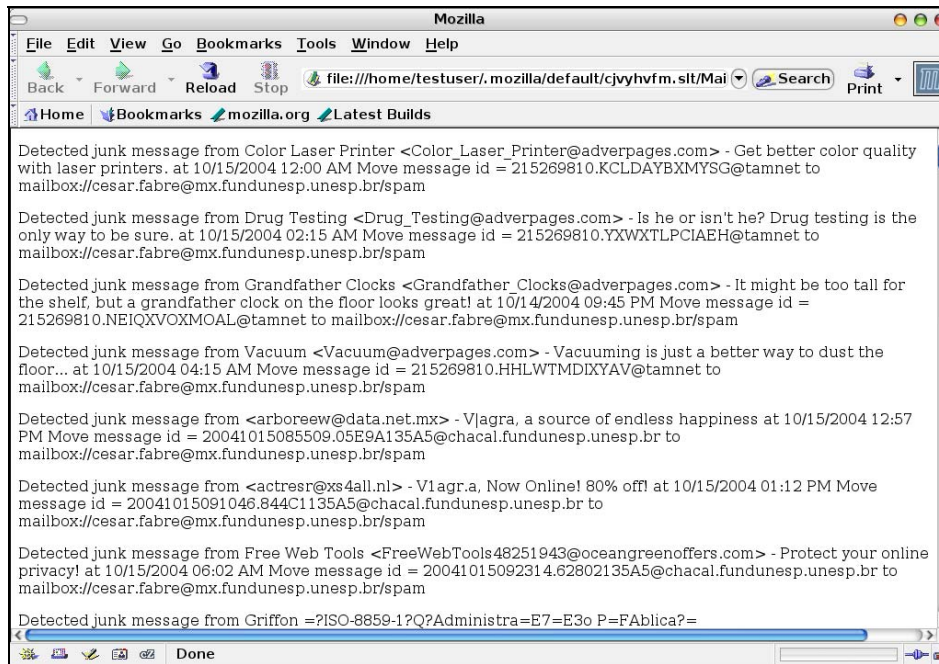 Mozilla
File Edit View Go Bookmarks Tools Window Help
Back Forward Reload Stop file:///home/testuser/.mozilla/default/cjvyhvfm.slt/Mai Search Print
Home Bookmarks mozilla.org Latest Builds
Detected junk message from Color Laser Printer <Color_Laser_Printer@adverpages.com> - Get better color quality
with laser printers. at 10/15/2004 12:00 AM Move message id = 215269810.KCLDAYBXMYSG@tamnet to
mailbox://cesar.fabre@mx.fundunesp.unesp.br/spam
Detected junk message from Drug Testing <Drug_Testing@adverpages.com> - Is he or isn't he? Drug testing is the
only way to be sure. at 10/15/2004 02:15 AM Move message id = 215269810.YXWXTLPCIAEH@tamnet to
mailbox://cesar.fabre@mx.fundunesp.unesp.br/spam
Detected junk message from Grandfather Clocks <Grandfather_Clocks@adverpages.com> - It might be too tall for
the shelf, but a grandfather clock on the floor looks great! at 10/14/2004 09:45 PM Move message id =
215269810.NEIQXVOXMOAL@tamnet to mailbox://cesar.fabre@mx.fundunesp.unesp.br/spam
Detected junk message from Vacuum <Vacuum@adverpages.com> - Vacuuming is just a better way to dust the
floor... at 10/15/2004 04:15 AM Move message id = 215269810.HHLWTMDIXYAV@tamnet to
mailbox://cesar.fabre@mx.fundunesp.unesp.br/spam
Detected junk message from <arboreew@data.net.mx> - V|agra, a source of endless happiness at 10/15/2004 12:57
PM Move message id = 20041015085509.05E9A135A5@chacal.fundunesp.unesp.br to
mailbox://cesar.fabre@mx.fundunesp.unesp.br/spam
Detected junk message from <actresr@xs4all.nl> - V1agr.a, Now Online! 80% off! at 10/15/2004 01:12 PM Move
message id = 20041015091046.844C1135A5@chacal.fundunesp.unesp.br to
mailbox://cesar.fabre@mx.fundunesp.unesp.br/spam
Detected junk message from Free Web Tools <FreeWebTools48251943@oceangreenoffers.com> - Protect your online
privacy! at 10/15/2004 06:02 AM Move message id = 20041015092314.62802135A5@chacal.fundunesp.unesp.br to
mailbox://cesar.fabre@mx.fundunesp.unesp.br/spam
Detected junk message from Griffon =?ISO-8859-1?Q?Administra=E7=E3o P=FAblica?=
Done